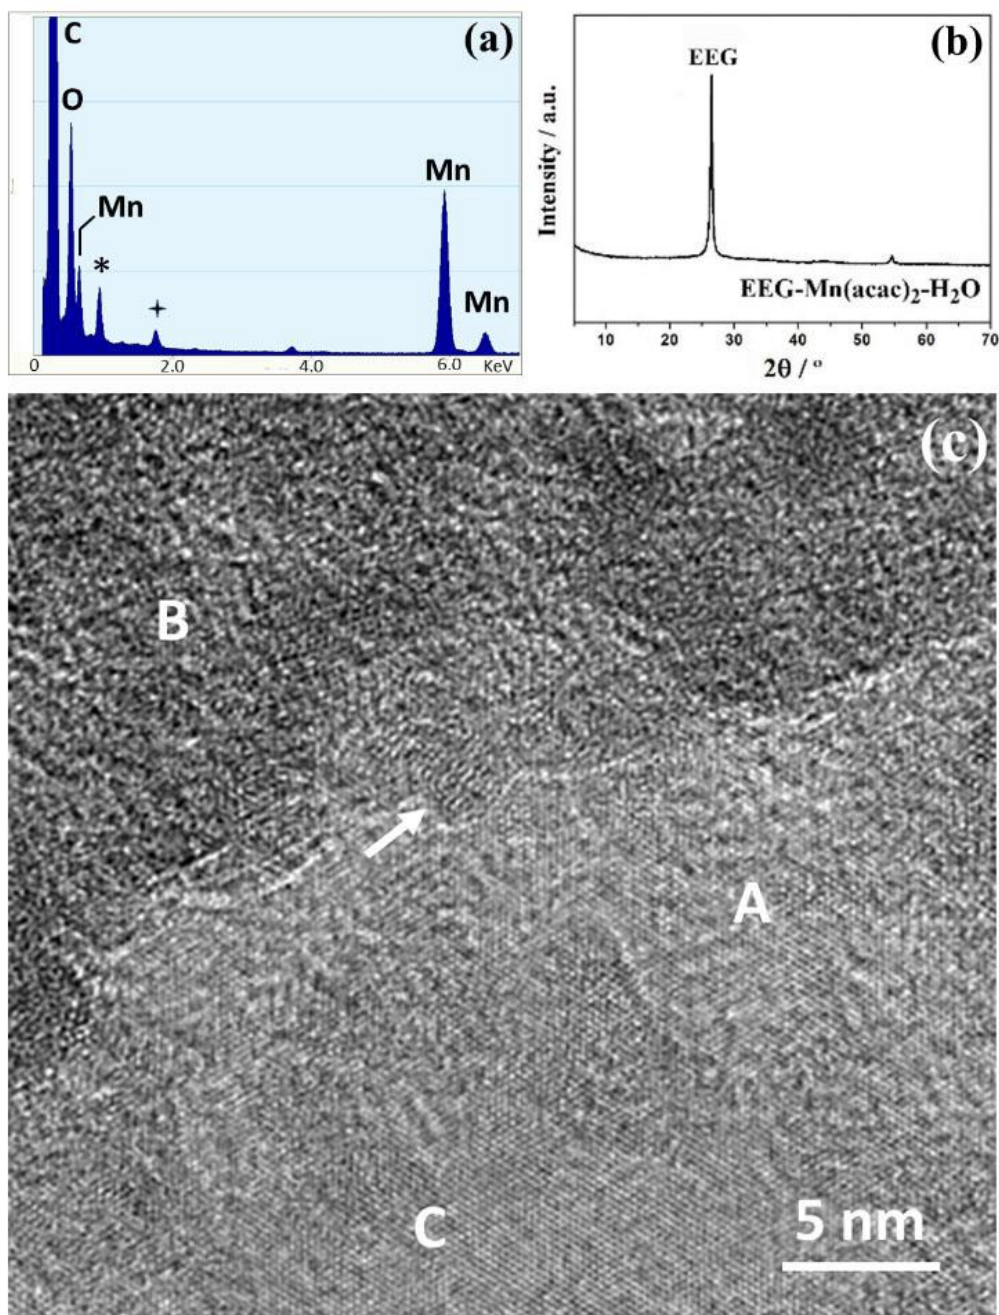 (a)
C
O
Mn
*
✦
Mn
Mn
0 2.0 4.0 6.0 KeV
(b)
EEG
Intensity / a.u.
EEG-Mn(acac)₂-H₂O
10 20 30 40 50 60 70
2θ / °
(c)
B
A
C
5 nm